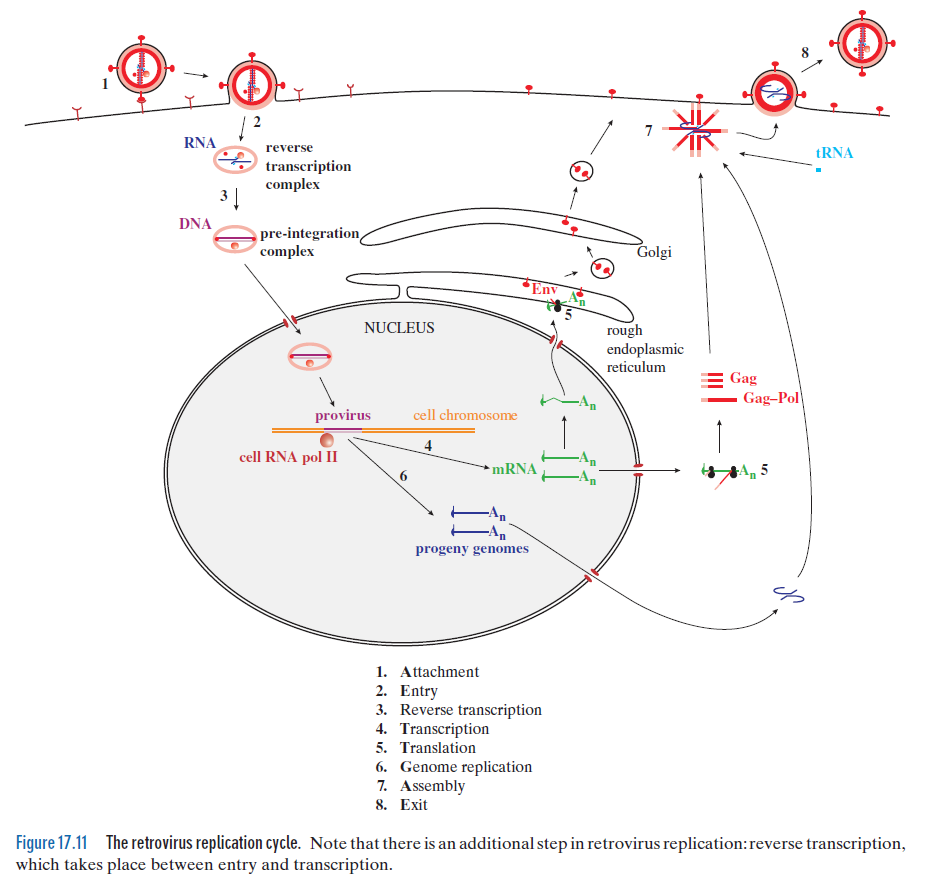 1
2
8
RNA
reverse
transcription
complex
3
DNA
pre-integration
complex
7
tRNA
Golgi
Env
An
5
rough
endoplasmic
reticulum
NUCLEUS
Gag
Gag–Pol
An
provirus
cell chromosome
cell RNA pol II
4
mRNA
An
An
An 5
6
An
An
progeny genomes
1. Attachment
2. Entry
3. Reverse transcription
4. Transcription
5. Translation
6. Genome replication
7. Assembly
8. Exit
Figure 17.11 The retrovirus replication cycle. Note that there is an additional step in retrovirus replication: reverse transcription,
which takes place between entry and transcription.